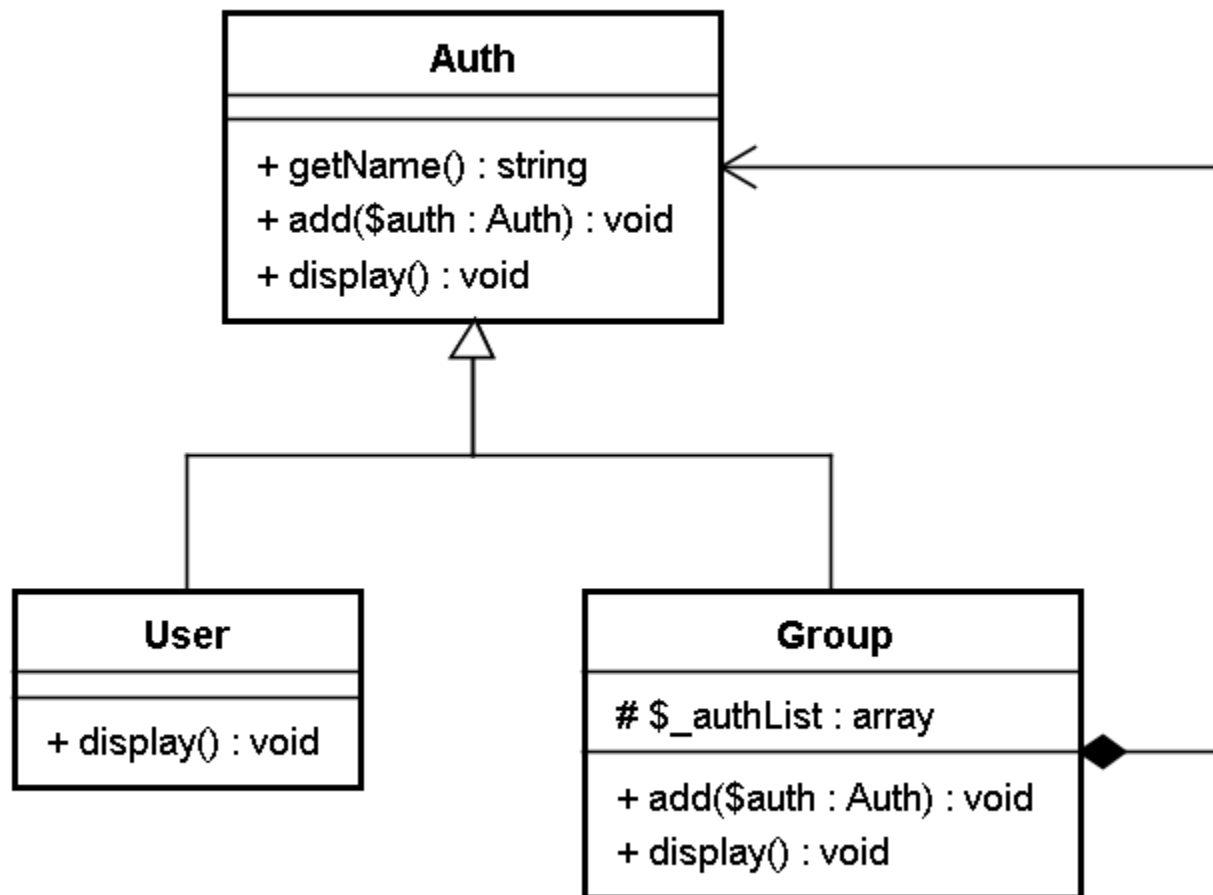 Auth
+ getName() : string
+ add($auth : Auth) : void
+ display() : void
User
+ display() : void
Group
# $_authList : array
+ add($auth : Auth) : void
+ display() : void